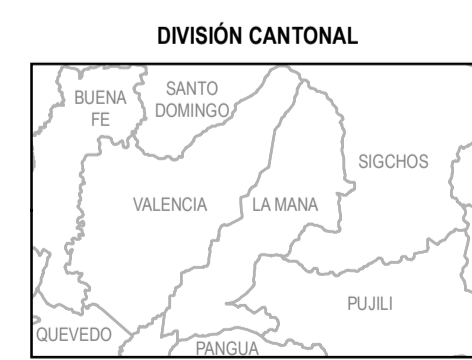 DIVISIÓN CANTONAL
BUENA
FE
SANTO
DOMINGO
SIGCHOS
VALENCIA
LA MANA
PUJILI
QUEVEDO
PANGUA